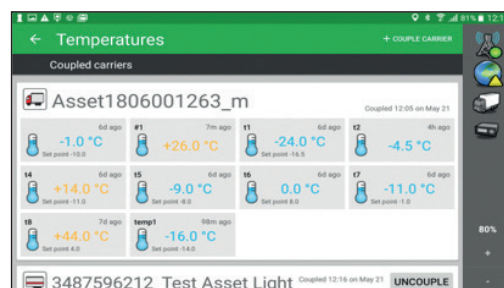 81% 12:1
Temperatures
+ COUPLE CARRIER
Coupled carriers
Asset1806001263_m
Coupled 12:05 on May 21
6d ago
-1.0 °C
Set point -10.0
#1 7m ago
+26.0 °C
t1 6d ago
-24.0 °C
Set point -16.5
t2 4h ago
-4.5 °C
t4 6d ago
+14.0 °C
Set point -11.0
t5 6d ago
-9.0 °C
Set point -8.0
t6 6d ago
0.0 °C
Set point 8.0
t7 6d ago
-11.0 °C
Set point -1.0
t8 7d ago
+44.0 °C
Set point 4.0
temp1 98m ago
-16.0 °C
Set point -14.0
80%
+
-
3487596212 Test Asset Light
Coupled 12:16 on May 21
UNCOUPLE